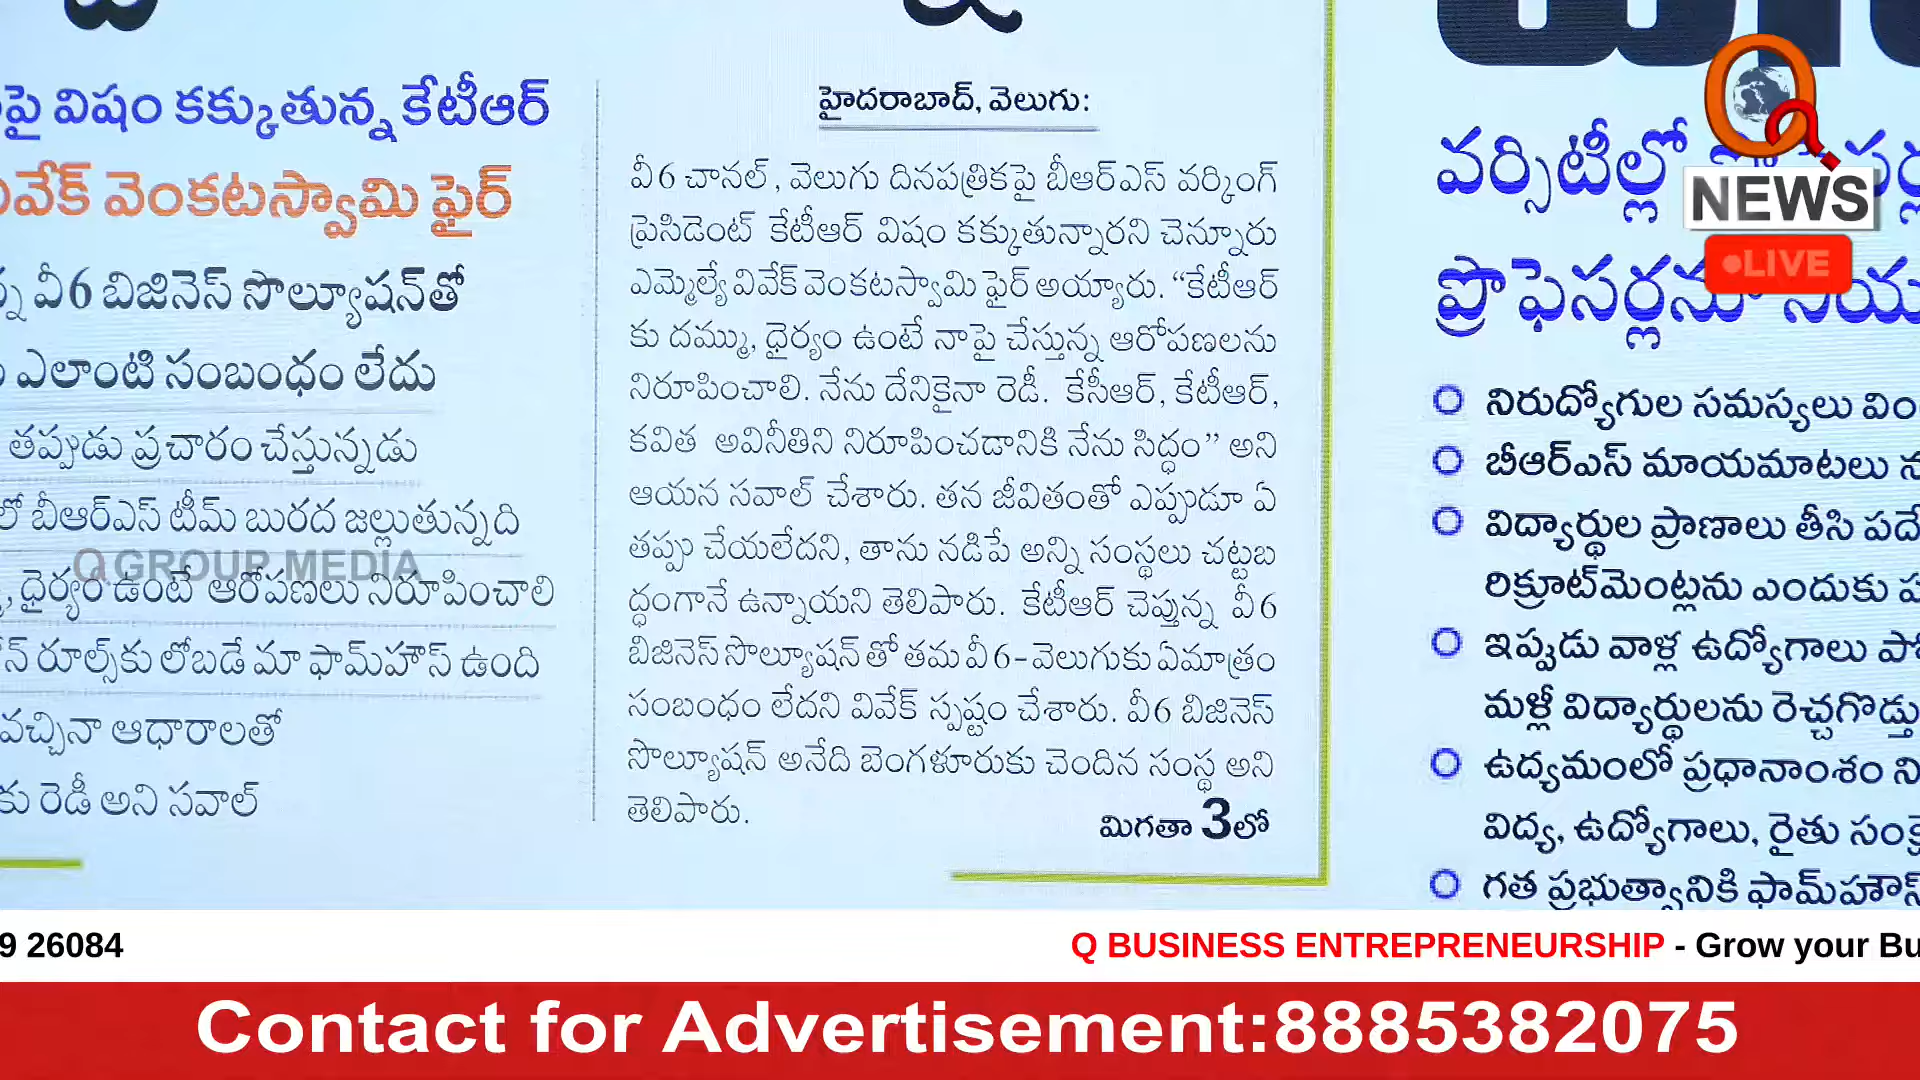 పై విషం కక్కుతున్న కేటీఆర్
వివేక్ వెంకటస్వామి ఫైర్
వీ6 బిజినెస్ సొల్యూషన్‌తో
ఎలాంటి సంబంధం లేదు
తప్పుడు ప్రచారం చేస్తున్నడు
లో బీఆర్ఎస్ టీమ్ బురద జల్లుతున్నది
, ధైర్యం ఉంటే ఆరోపణలు నిరూపించాలి
రూల్స్‌కు లోబడే మా ఫామ్‌హౌస్ ఉంది
వచ్చినా ఆధారాలతో
కు రెడీ అని సవాల్
Q GROUP MEDIA
హైదరాబాద్, వెలుగు:
వీ6 చానల్, వెలుగు దినపత్రికపై బీఆర్ఎస్ వర్కింగ్
ప్రెసిడెంట్ కేటీఆర్ విషం కక్కుతున్నారని చెన్నూరు
ఎమ్మెల్యే వివేక్ వెంకటస్వామి ఫైర్ అయ్యారు. “కేటీఆర్
కు దమ్ము, ధైర్యం ఉంటే నాపై చేస్తున్న ఆరోపణలను
నిరూపించాలి. నేను దేనికైనా రెడీ. కేసీఆర్, కేటీఆర్,
కవిత అవినీతిని నిరూపించడానికి నేను సిద్ధం” అని
ఆయన సవాల్ చేశారు. తన జీవితంతో ఎప్పుడూ ఏ
తప్పు చేయలేదని, తాను నడిపే అన్ని సంస్థలు చట్టబ
ద్ధంగానే ఉన్నాయని తెలిపారు. కేటీఆర్ చెప్తున్న వీ6
బిజినెస్ సొల్యూషన్ తో తమ వీ6-వెలుగుకు ఏమాత్రం
సంబంధం లేదని వివేక్ స్పష్టం చేశారు. వీ6 బిజినెస్
సొల్యూషన్ అనేది బెంగళూరుకు చెందిన సంస్థ అని
తెలిపారు.
మిగతా 3లో
వర్సిటీల్లో
ప్రొఫెసర్లనూ
నిరుద్యోగుల సమస్యలు
బీఆర్ఎస్ మాయమాటలు
విద్యార్థుల ప్రాణాలు తీసి
రిక్రూట్‌మెంట్లను ఎందుకు
ఇప్పుడు వాళ్ల ఉద్యోగాలు
మళ్లీ విద్యార్థులను రెచ్చగొడ్తు
ఉద్యమంలో ప్రధానాంశం
విద్య, ఉద్యోగాలు, రైతు
గత ప్రభుత్వానికి ఫామ్‌హౌస్
Q NEWS
LIVE
9 26084
Q BUSINESS ENTREPRENEURSHIP - Grow your Bu
Contact for Advertisement:8885382075